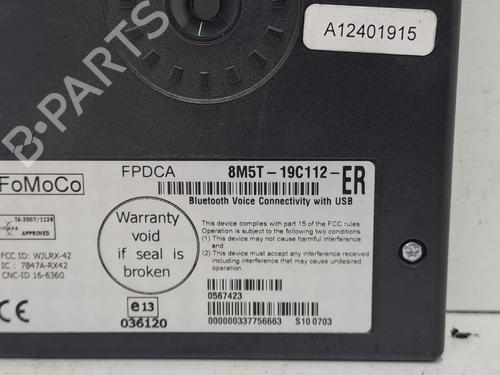 A12401915
B-PARTS
FPDCA 8M5T-19C112-ER
FoMoCo
Bluetooth Voice Connectivity with USB
TA-2007/1134
APPROVED
Warranty
void
if seal is
broken
This device complies with part 15 of the FCC rules
Operation is subject to the following two conditions
(1) This device may not cause harmful interference,
and
(2) This device must accept any interference received
including interference that may cause undesired
operation.
FCC ID: WJLRX-42
IC : 7847A-RX42
CNC-ID 16-6360
CE
e13
036120
0567423
000000337756663 S10 0703